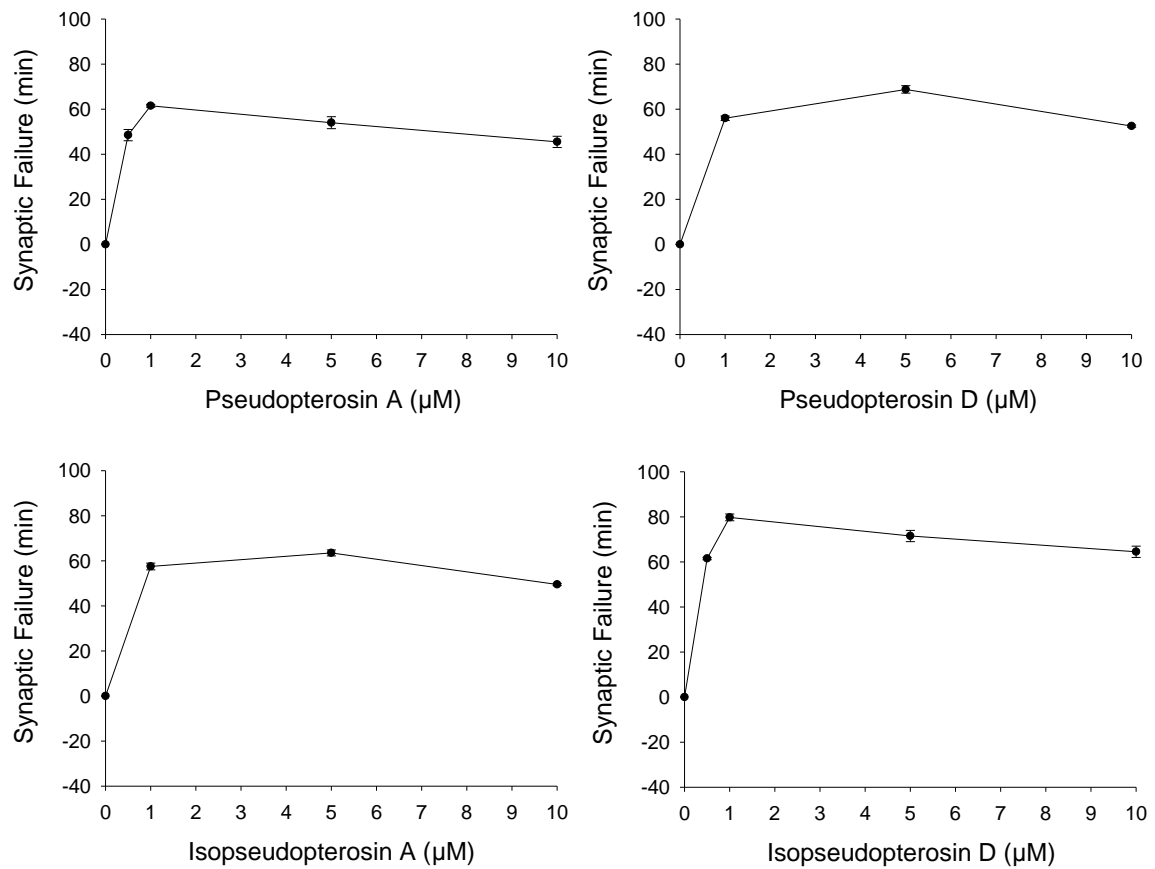 100
80
60
40
20
0
-20
-40
Synaptic Failure (min)
0 1 2 3 4 5 6 7 8 9 10
Pseudopterosin A (µM)
100
80
60
40
20
0
-20
-40
Synaptic Failure (min)
0 1 2 3 4 5 6 7 8 9 10
Pseudopterosin D (µM)
100
80
60
40
20
0
-20
-40
Synaptic Failure (min)
0 1 2 3 4 5 6 7 8 9 10
Isopseudopterosin A (µM)
100
80
60
40
20
0
-20
-40
Synaptic Failure (min)
0 1 2 3 4 5 6 7 8 9 10
Isopseudopterosin D (µM)